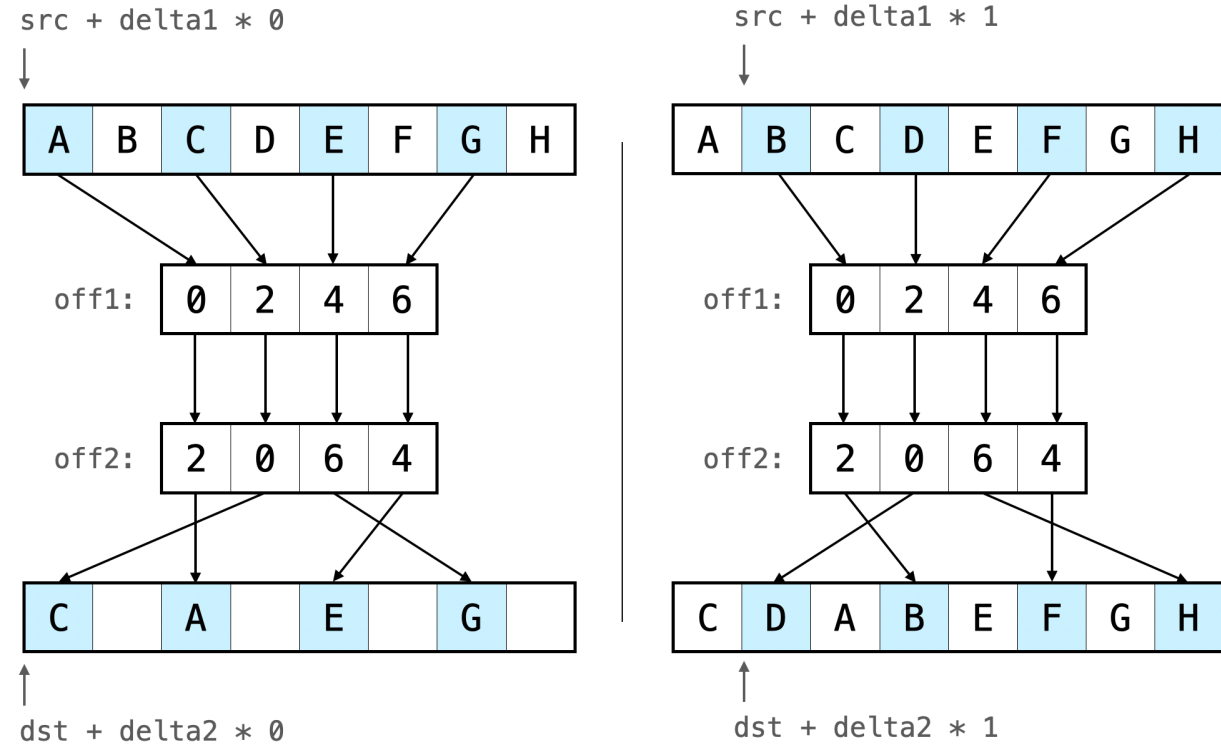 src + delta1 * 0
A B C D E F G H
off1: 0 2 4 6
off2: 2 0 6 4
C A E G
dst + delta2 * 0
src + delta1 * 1
A B C D E F G H
off1: 0 2 4 6
off2: 2 0 6 4
C D A B E F G H
dst + delta2 * 1